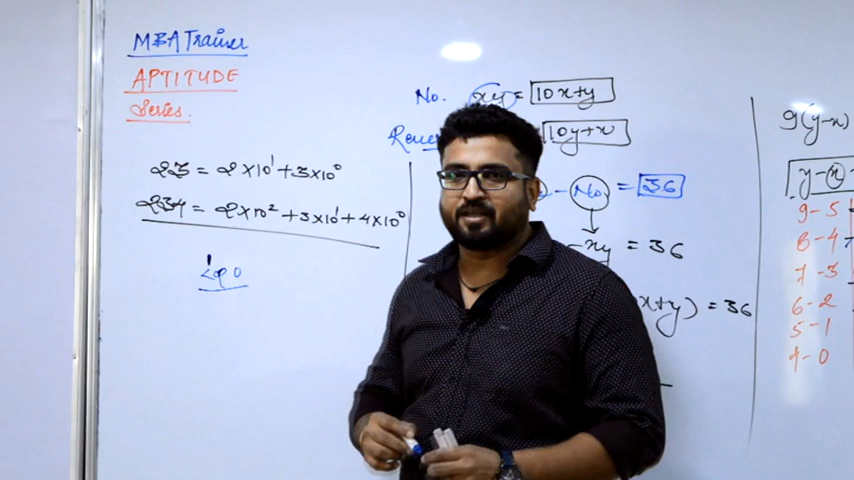 MBA Trainer
APTITUDE
Series.
23 = 2 × 10¹ + 3 × 10⁰
234 = 2 × 10² + 3 × 10¹ + 4 × 10⁰
No. xy = 10x+y
10y+x
- No. = 36
- xy = 36
x+y) = 36
9(y-x)
y-x
9-5
8-4
7-3
6-2
5-1
4-0